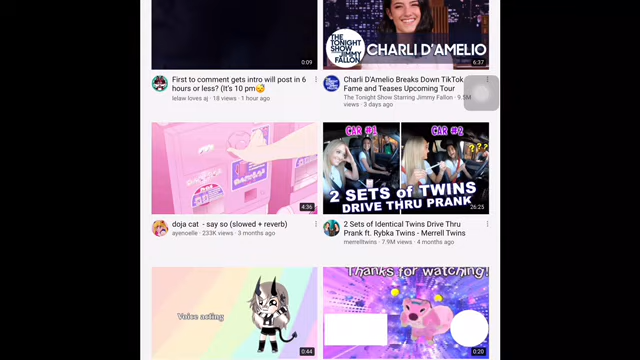 0:09
First to comment gets intro will post in 6
hours or less? (It's 10 pm😴
lelaw loves aj · 18 views · 1 hour ago
THE
TONIGHT
SHOW
JIMMY
FALLON
CHARLI D'AMELIO
6:37
Charli D'Amelio Breaks Down TikTok
Fame and Teases Upcoming Tour
The Tonight Show Starring Jimmy Fallon · 9.5M
views · 3 days ago
4:36
doja cat - say so (slowed + reverb)
ayenoelle · 233K views · 3 months ago
CAR #1
CAR #2
???
2 SETS of TWINS
DRIVE THRU PRANK
26:25
2 Sets of Identical Twins Drive Thru
Prank ft. Rybka Twins - Merrell Twins
merrelltwins · 7.9M views · 4 months ago
Voice acting
0:44
Thanks for watching!
0:20